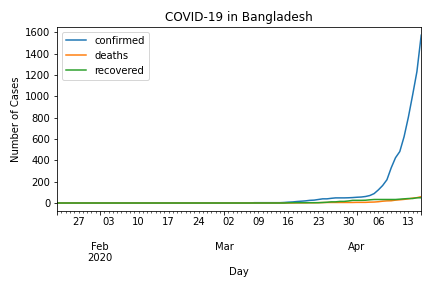 COVID-19 in Bangladesh
confirmed
deaths
recovered
Number of Cases
1600
1400
1200
1000
800
600
400
200
0
27 03 10 17 24 02 09 16 23 30 06 13
Feb Mar Apr
2020
Day